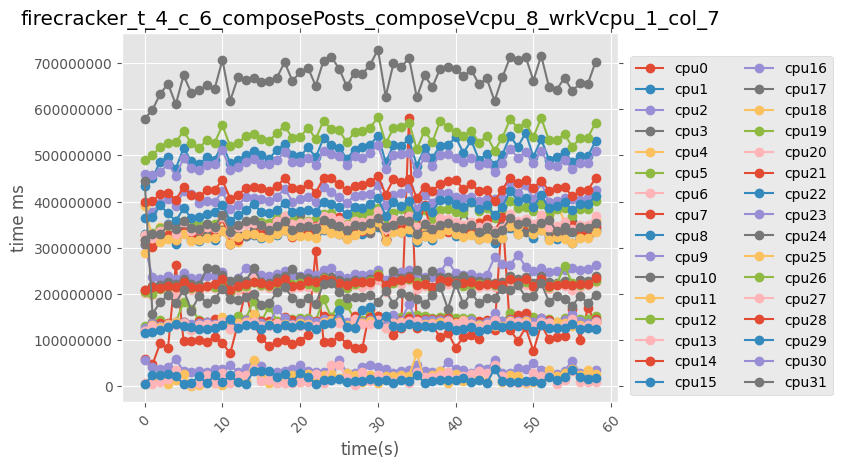 firecracker_t_4_c_6_composePosts_composeVcpu_8_wrkVcpu_1_col_7
time ms
700000000
600000000
500000000
400000000
300000000
200000000
100000000
0
0
10
20
30
40
50
60
time(s)
cpu0
cpu1
cpu2
cpu3
cpu4
cpu5
cpu6
cpu7
cpu8
cpu9
cpu10
cpu11
cpu12
cpu13
cpu14
cpu15
cpu16
cpu17
cpu18
cpu19
cpu20
cpu21
cpu22
cpu23
cpu24
cpu25
cpu26
cpu27
cpu28
cpu29
cpu30
cpu31